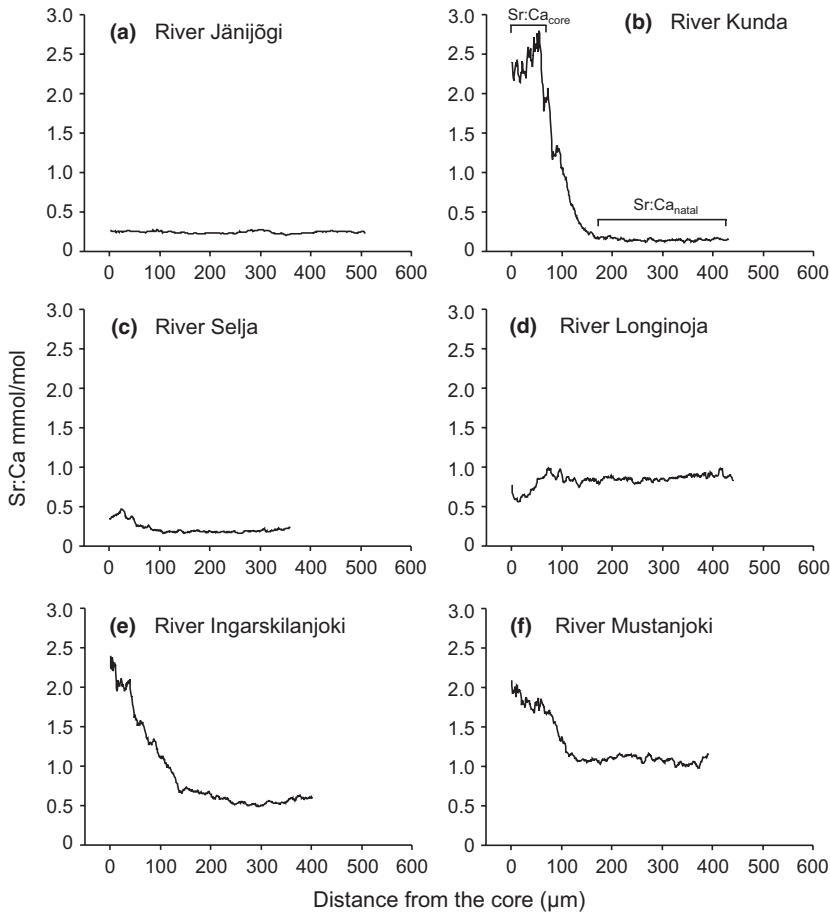 (a) River Jänijõgi
3.0
2.5
2.0
1.5
1.0
0.5
0
0 100 200 300 400 500 600
Sr:Ca core
(b) River Kunda
3.0
2.5
2.0
1.5
1.0
0.5
0
Sr:Ca natal
0 100 200 300 400 500 600
(c) River Selja
3.0
2.5
2.0
1.5
1.0
0.5
0
0 100 200 300 400 500 600
(d) River Longinoja
3.0
2.5
2.0
1.5
1.0
0.5
0
0 100 200 300 400 500 600
Sr:Ca mmol/mol
(e) River Ingarskilanjoki
3.0
2.5
2.0
1.5
1.0
0.5
0
0 100 200 300 400 500 600
(f) River Mustanjoki
3.0
2.5
2.0
1.5
1.0
0.5
0
0 100 200 300 400 500 600
Distance from the core (µm)